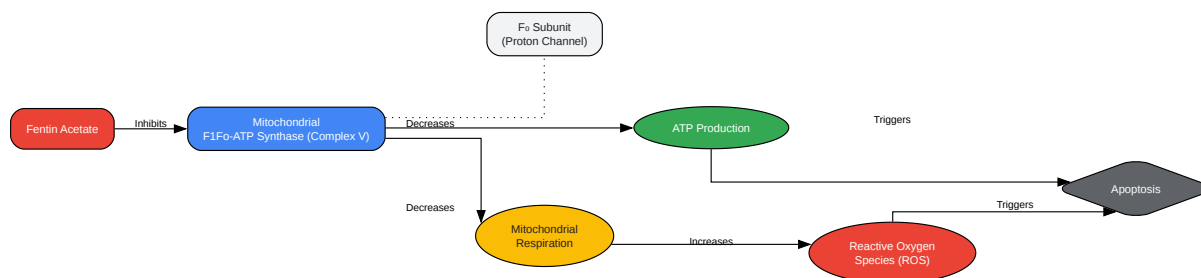 F₀ Subunit
(Proton Channel)
Fentin Acetate
Inhibits
Mitochondrial
F1Fo-ATP Synthase (Complex V)
Decreases
ATP Production
Triggers
Decreases
Mitochondrial
Respiration
Increases
Reactive Oxygen
Species (ROS)
Triggers
Apoptosis